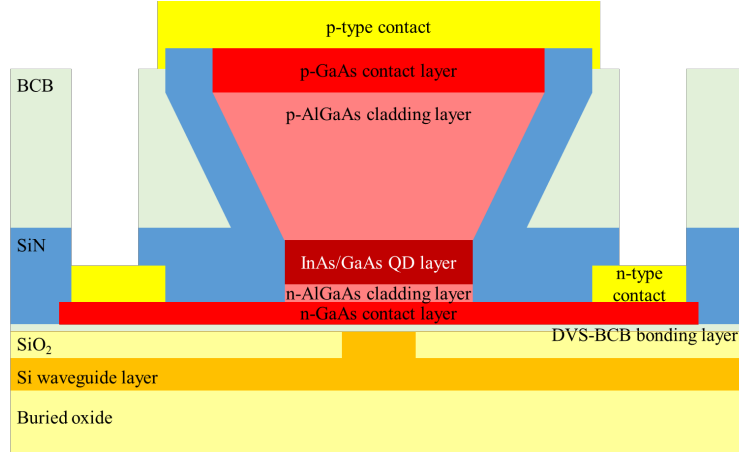 p-type contact
p-GaAs contact layer
BCB
p-AlGaAs cladding layer
SiN
InAs/GaAs QD layer
n-type
contact
n-AlGaAs cladding layer
n-GaAs contact layer
DVS-BCB bonding layer
SiO₂
Si waveguide layer
Buried oxide